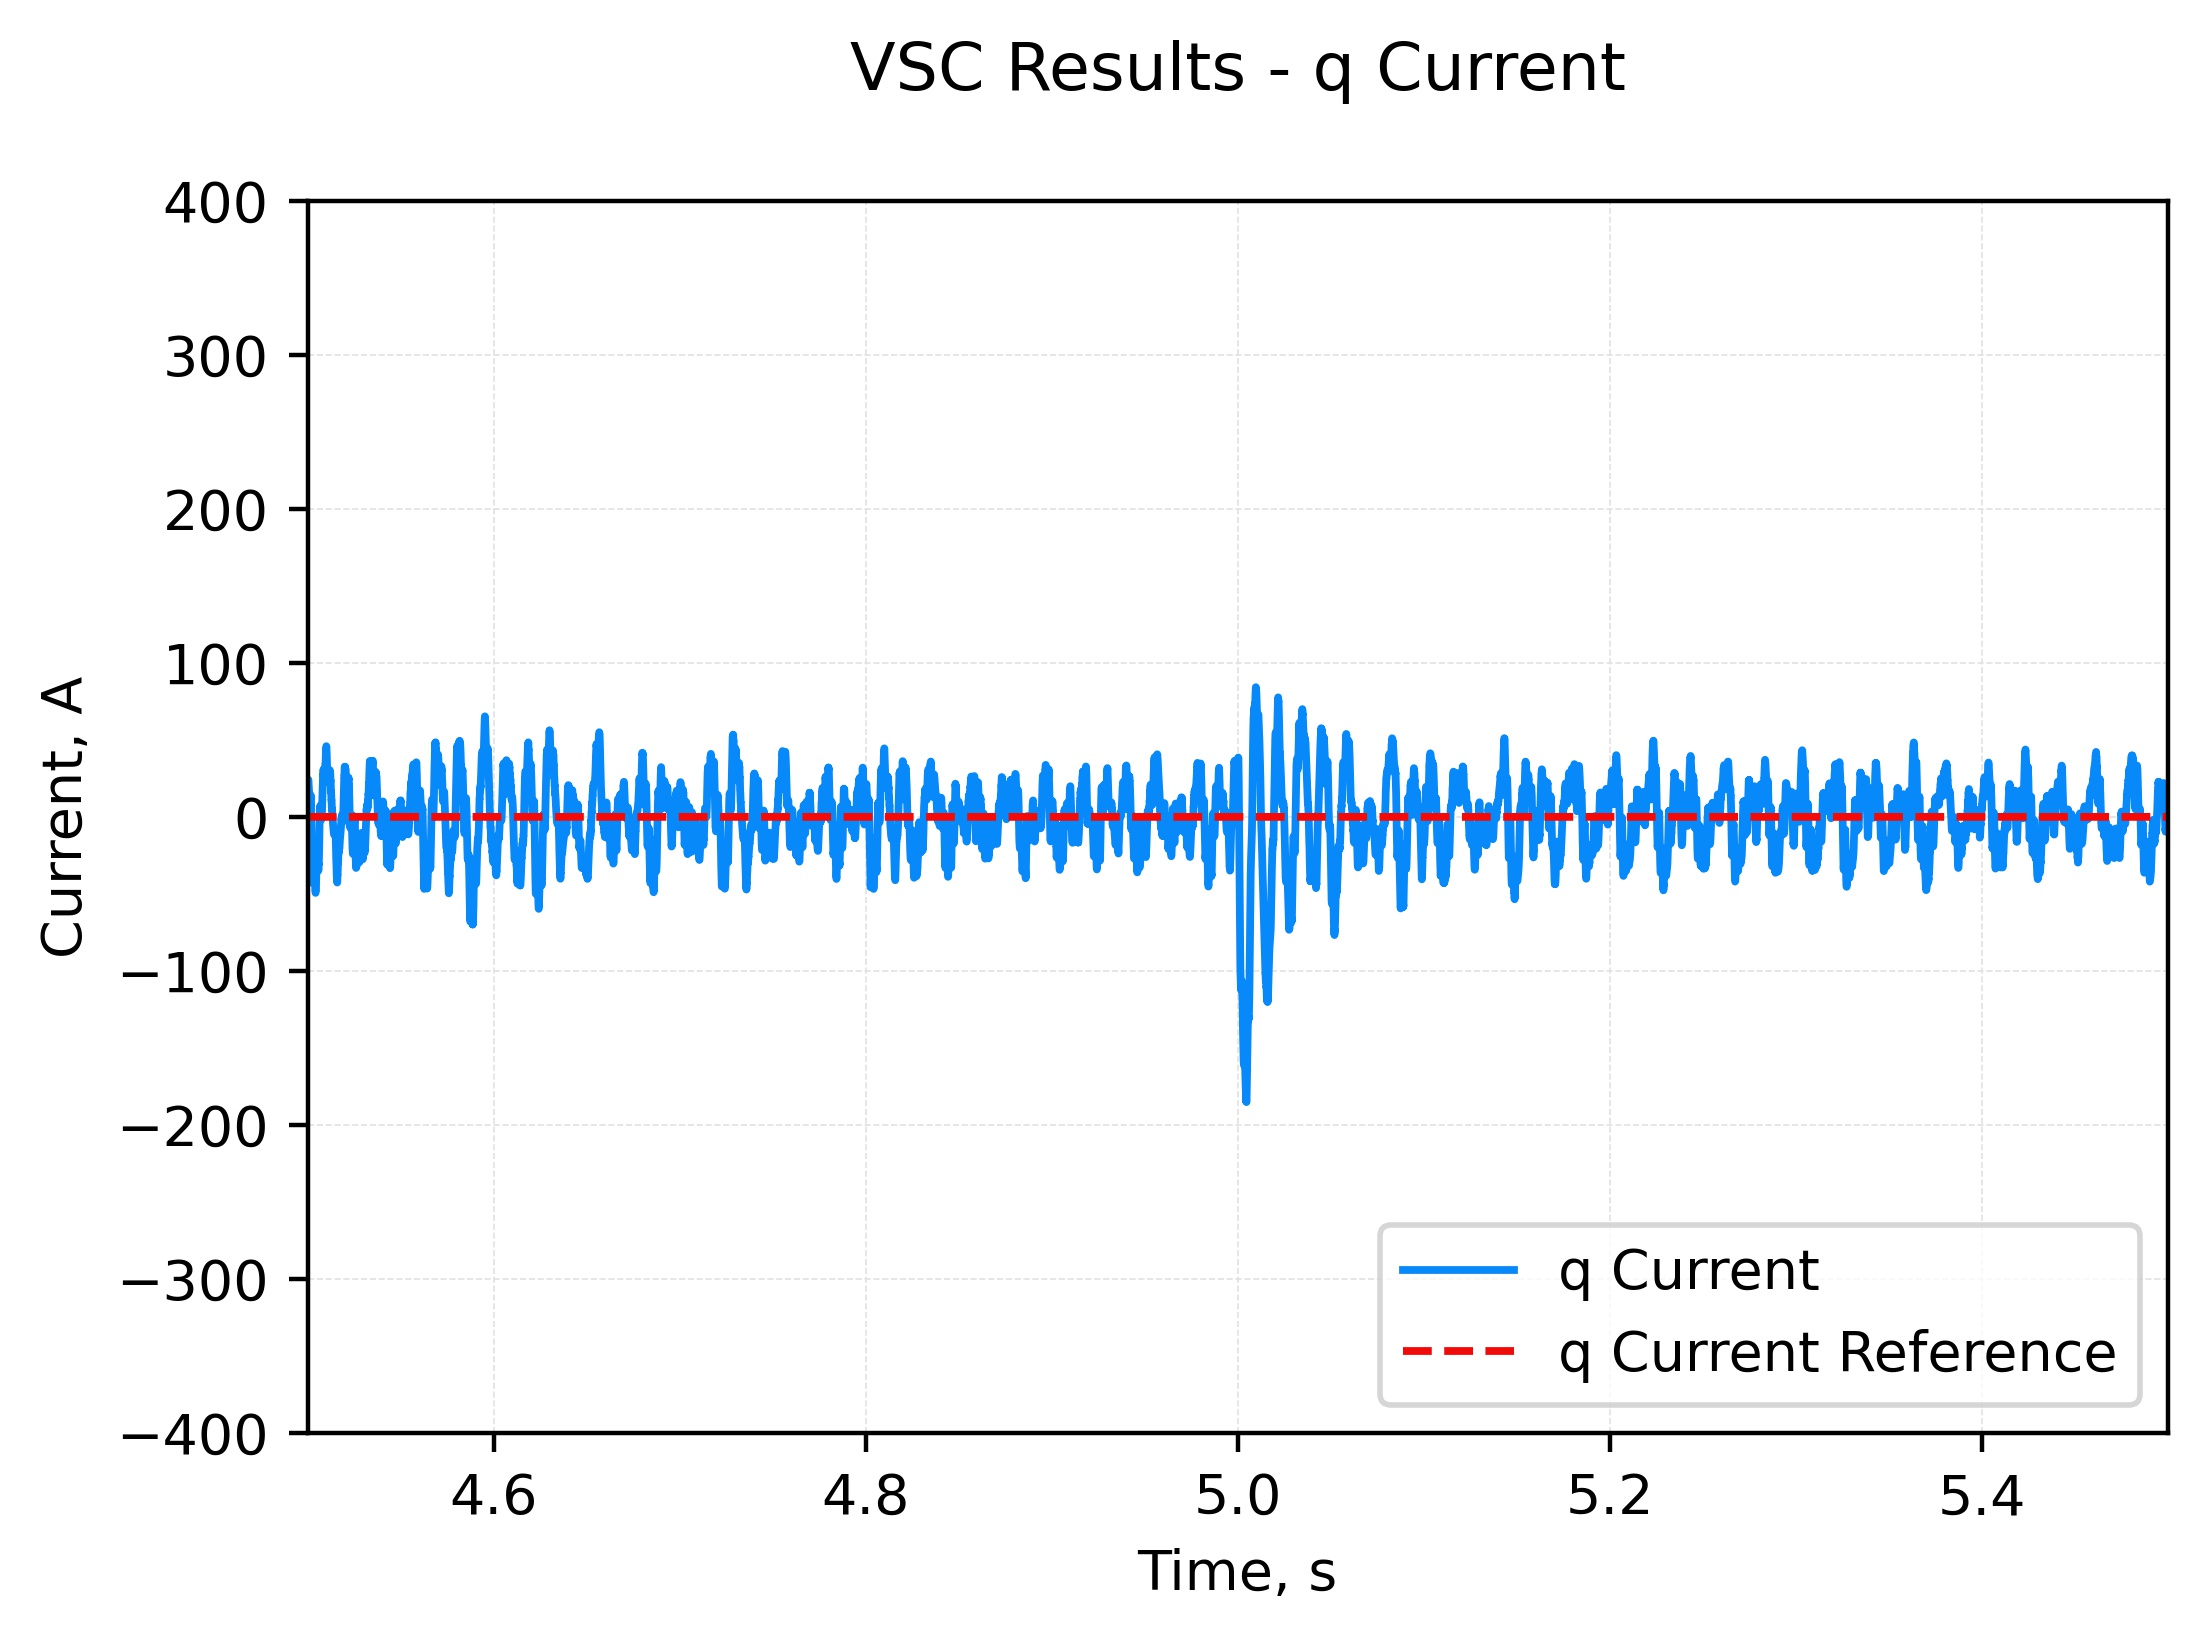 VSC Results - q Current
400
300
200
100
0
−100
−200
−300
−400
Current, A
q Current
q Current Reference
4.6 4.8 5.0 5.2 5.4
Time, s